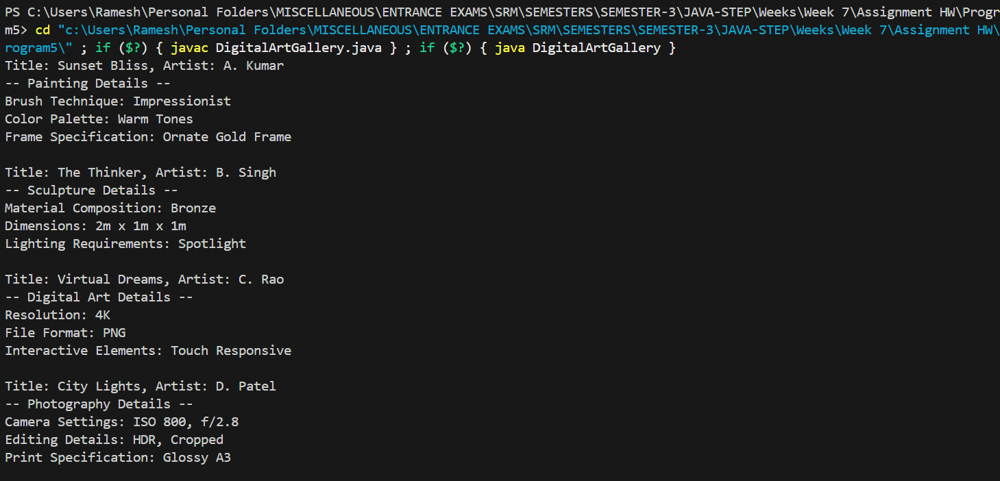 PS C:\Users\Ramesh\Personal Folders\MISCELLANEOUS\ENTRANCE EXAMS\SRM\SEMESTERS\SEMESTER-3\JAVA-STEP\Weeks\Week 7\Assignment HW\Progra
m5> cd "c:\Users\Ramesh\Personal Folders\MISCELLANEOUS\ENTRANCE EXAMS\SRM\SEMESTERS\SEMESTER-3\JAVA-STEP\Weeks\Week 7\Assignment HW\
rogram5\" ; if ($?) { javac DigitalArtGallery.java } ; if ($?) { java DigitalArtGallery }
Title: Sunset Bliss, Artist: A. Kumar
-- Painting Details --
Brush Technique: Impressionist
Color Palette: Warm Tones
Frame Specification: Ornate Gold Frame

Title: The Thinker, Artist: B. Singh
-- Sculpture Details --
Material Composition: Bronze
Dimensions: 2m x 1m x 1m
Lighting Requirements: Spotlight

Title: Virtual Dreams, Artist: C. Rao
-- Digital Art Details --
Resolution: 4K
File Format: PNG
Interactive Elements: Touch Responsive

Title: City Lights, Artist: D. Patel
-- Photography Details --
Camera Settings: ISO 800, f/2.8
Editing Details: HDR, Cropped
Print Specification: Glossy A3